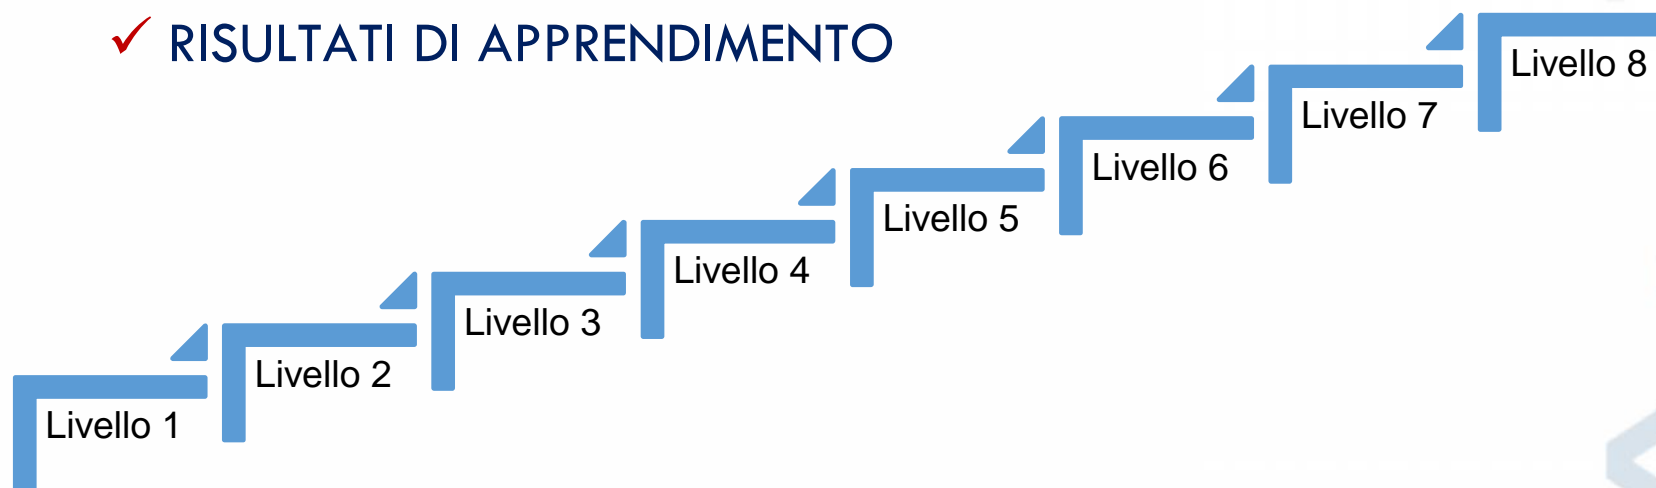 RISULTATI DI APPRENDIMENTO
Livello 1
Livello 2
Livello 3
Livello 4
Livello 5
Livello 6
Livello 7
Livello 8